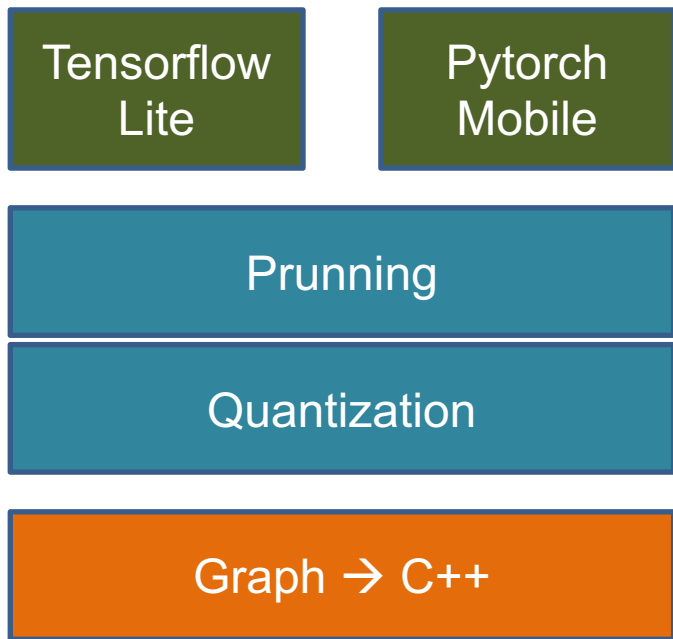 Tensorflow
Lite
Pytorch
Mobile
Prunning
Quantization
Graph → C++